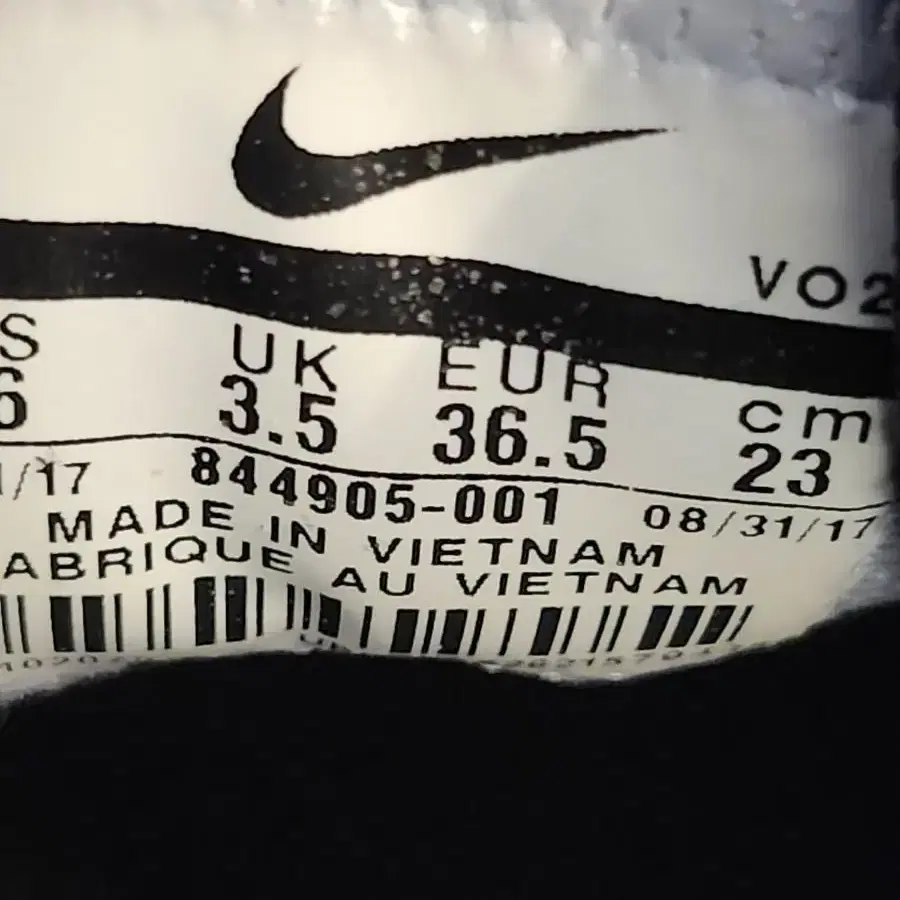 VO2
S UK EUR cm
6 3.5 36.5 23
1/17 844905-001 08/31/17
MADE IN VIETNAM
ABRIQUE AU VIETNAM